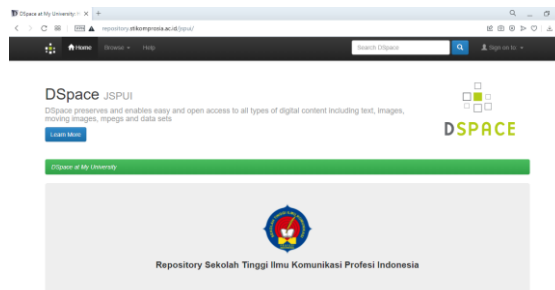 DSpace at My University
repository.stikomprosia.ac.id/jspui/
Home Browse Help Search DSpace Sign on to:
DSpace JSPUI
DSpace preserves and enables easy and open access to all types of digital content including text, images,
moving images, mpegs and data sets
Learn More
DSPACE
DSpace at My University
Repository Sekolah Tinggi Ilmu Komunikasi Profesi Indonesia